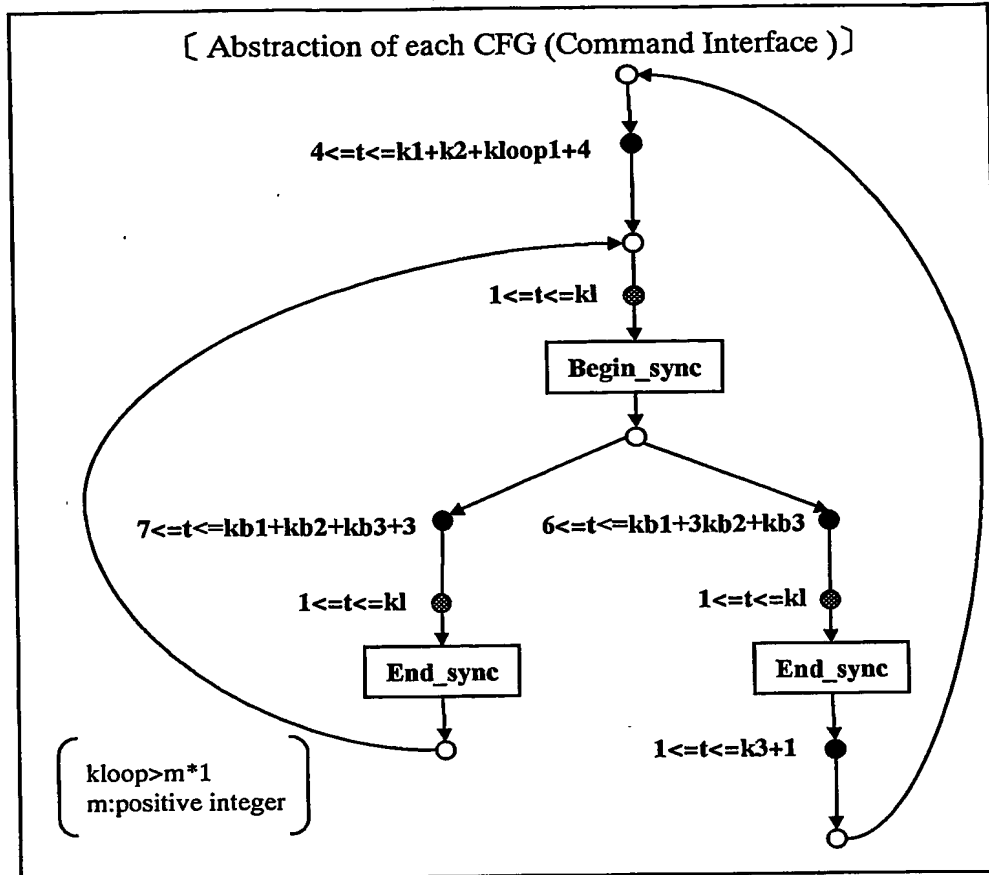 〔 Abstraction of each CFG (Command Interface )〕
4<=t<=k1+k2+kloop1+4
1<=t<=kl
Begin_sync
7<=t<=kb1+kb2+kb3+3
6<=t<=kb1+3kb2+kb3
1<=t<=kl
1<=t<=kl
End_sync
End_sync
1<=t<=k3+1
kloop>m*1
m:positive integer